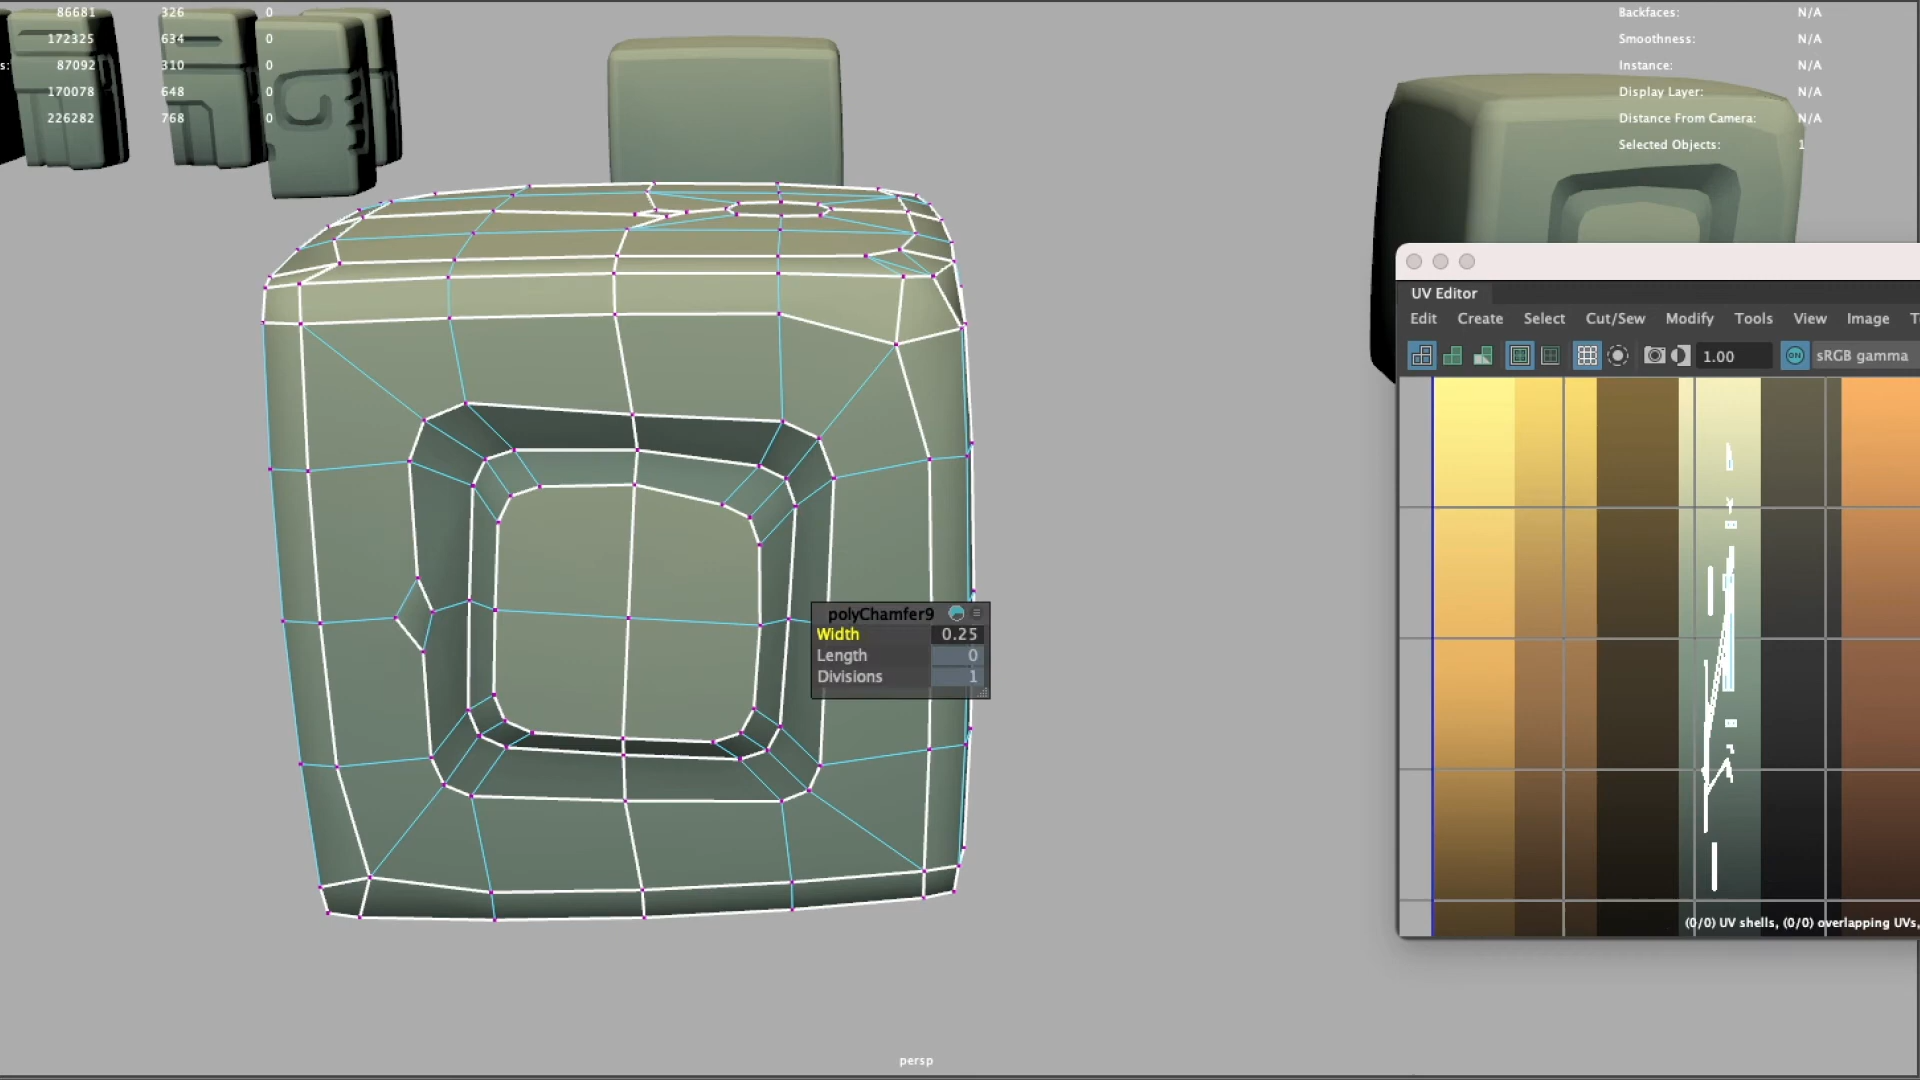 86681 326 0
172325 634 0
s: 87092 310 0
170078 648 0
226282 768 0
Backfaces: N/A
Smoothness: N/A
Instance: N/A
Display Layer: N/A
Distance From Camera: N/A
Selected Objects: 1
polyChamfer9
Width 0.25
Length 0
Divisions 1
UV Editor
Edit Create Select Cut/Sew Modify Tools View Image T
1.00 ON sRGB gamma
(0/0) UV shells, (0/0) overlapping UVs,
persp